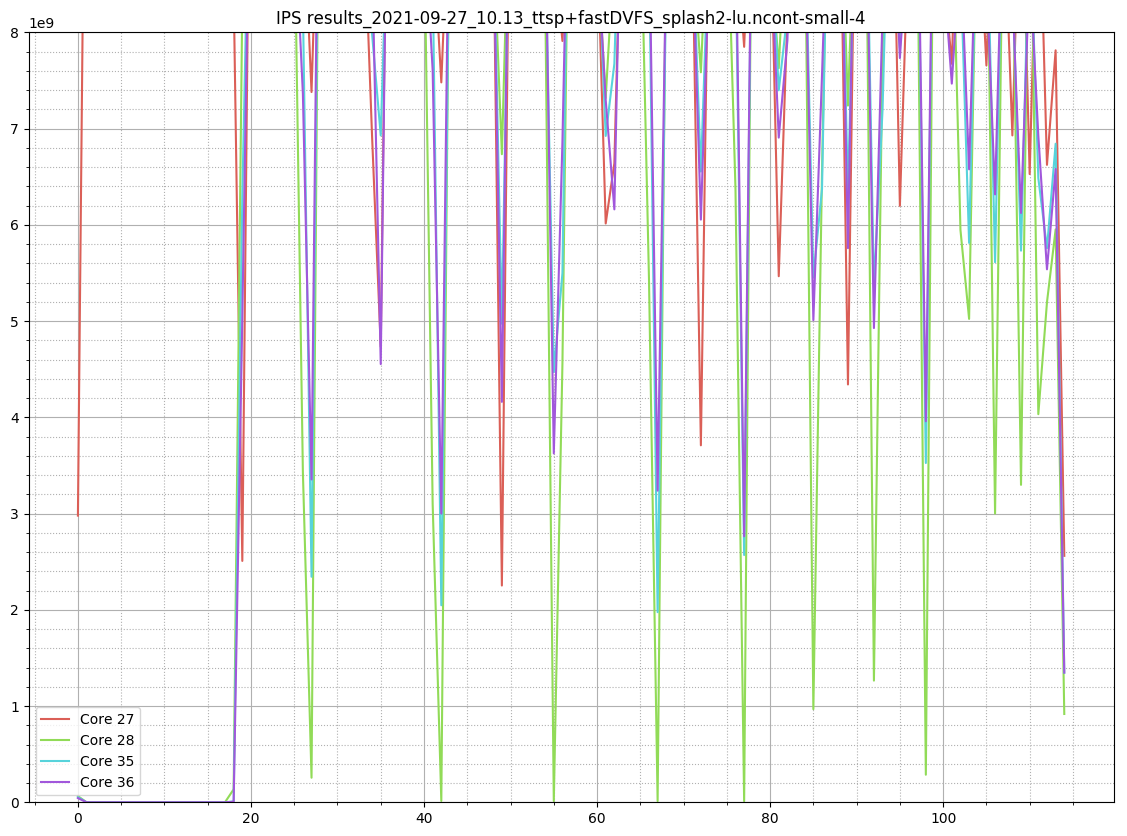 IPS results_2021-09-27_10.13_ttsp+fastDVFS_splash2-lu.ncont-small-4
1e9
8
7
6
5
4
3
2
1
0
Core 27
Core 28
Core 35
Core 36
0 20 40 60 80 100